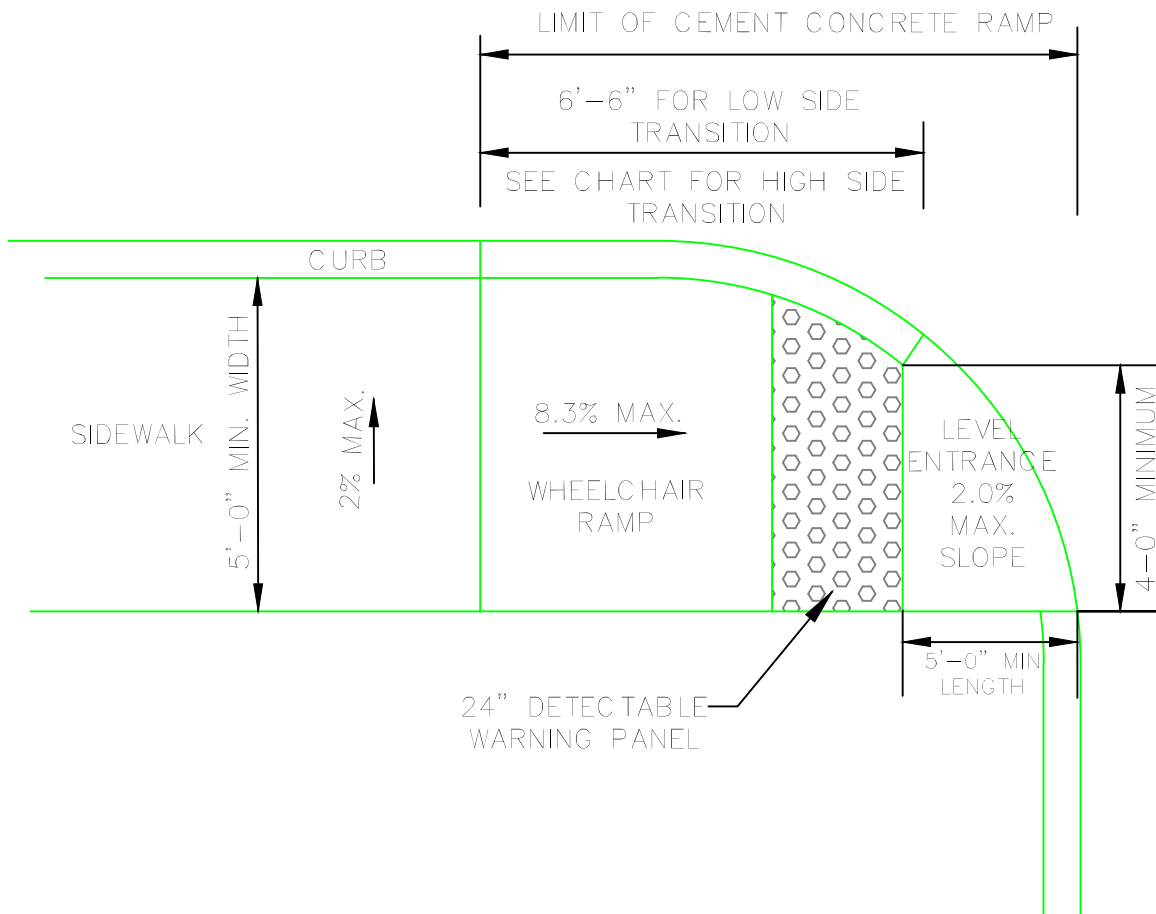 LIMIT OF CEMENT CONCRETE RAMP
6'-6" FOR LOW SIDE
TRANSITION
SEE CHART FOR HIGH SIDE
TRANSITION
CURB
SIDEWALK
5'-0" MIN. WIDTH
2% MAX.
8.3% MAX.
WHEELCHAIR
RAMP
LEVEL
ENTRANCE
2.0%
MAX.
SLOPE
4-0" MINIMUM
5'-0" MIN
LENGTH
24" DETECTABLE
WARNING PANEL